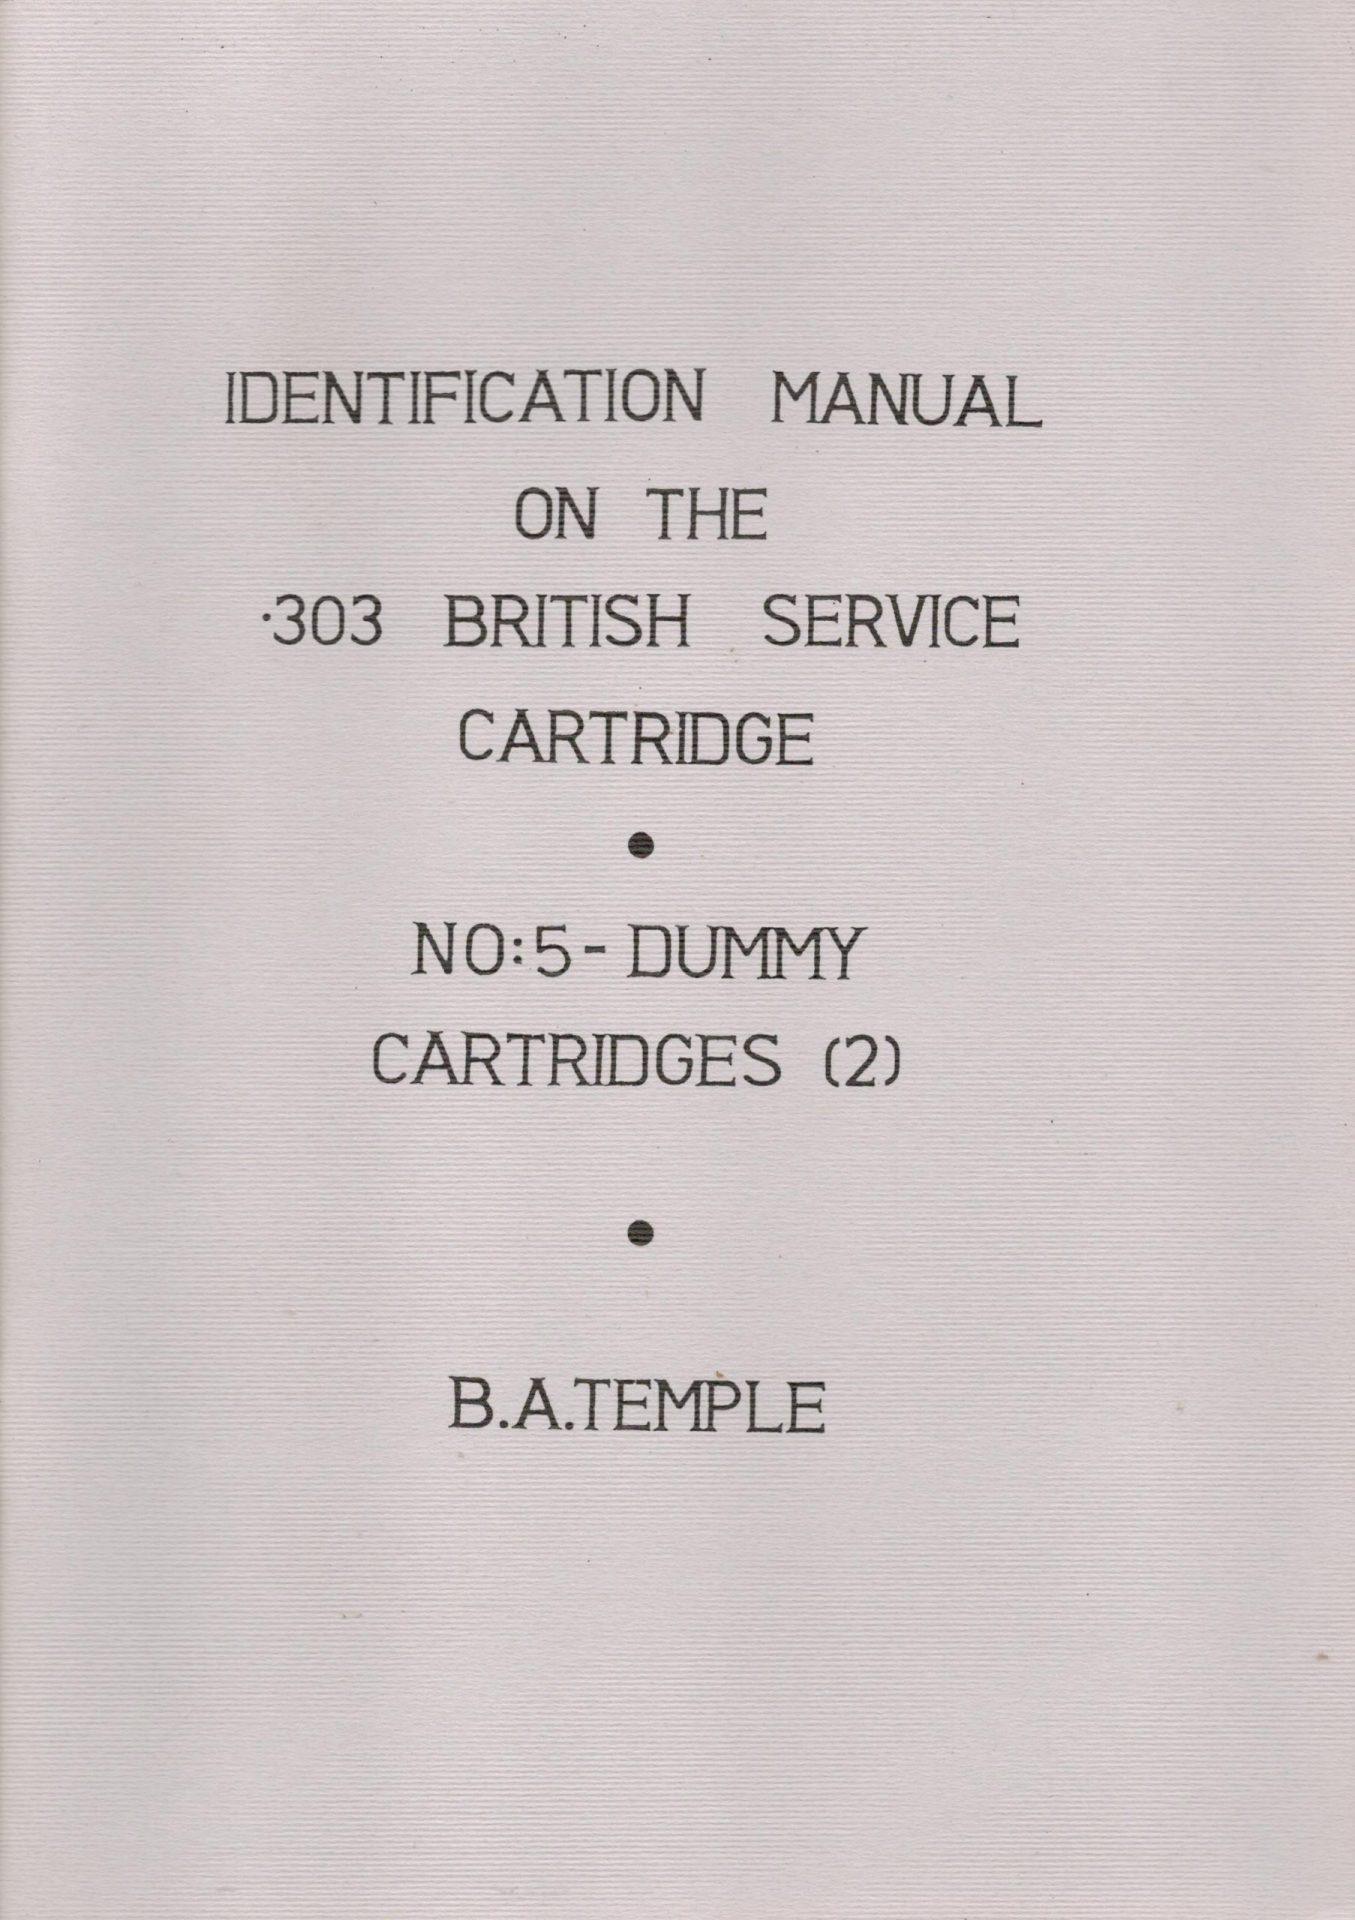 IDENTIFICATION MANUAL
ON THE
·303 BRITISH SERVICE
CARTRIDGE
●
NO:5- DUMMY
CARTRIDGES (2)
●
B.A.TEMPLE